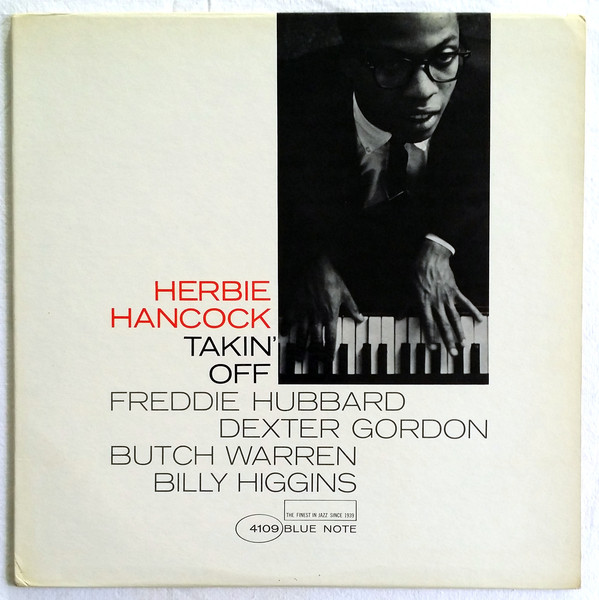 HERBIE
HANCOCK
TAKIN'
OFF
FREDDIE HUBBARD
DEXTER GORDON
BUTCH WARREN
BILLY HIGGINS
THE FINEST IN JAZZ SINCE 1939
4109 BLUE NOTE